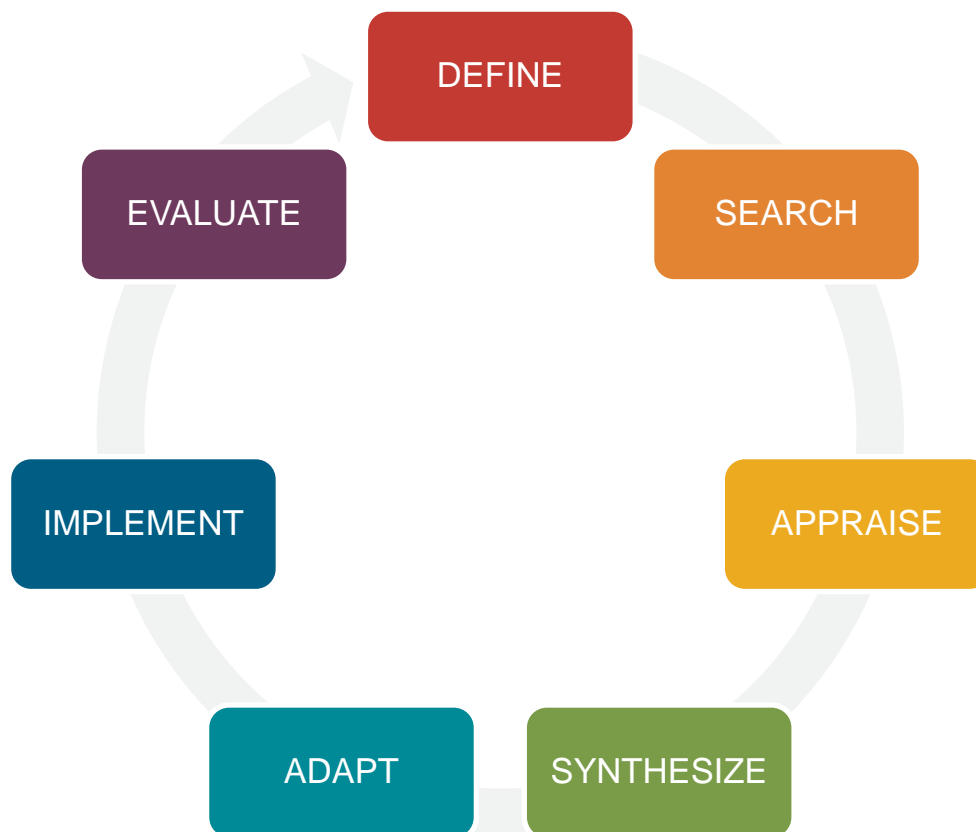 DEFINE
SEARCH
APPRAISE
SYNTHESIZE
ADAPT
IMPLEMENT
EVALUATE